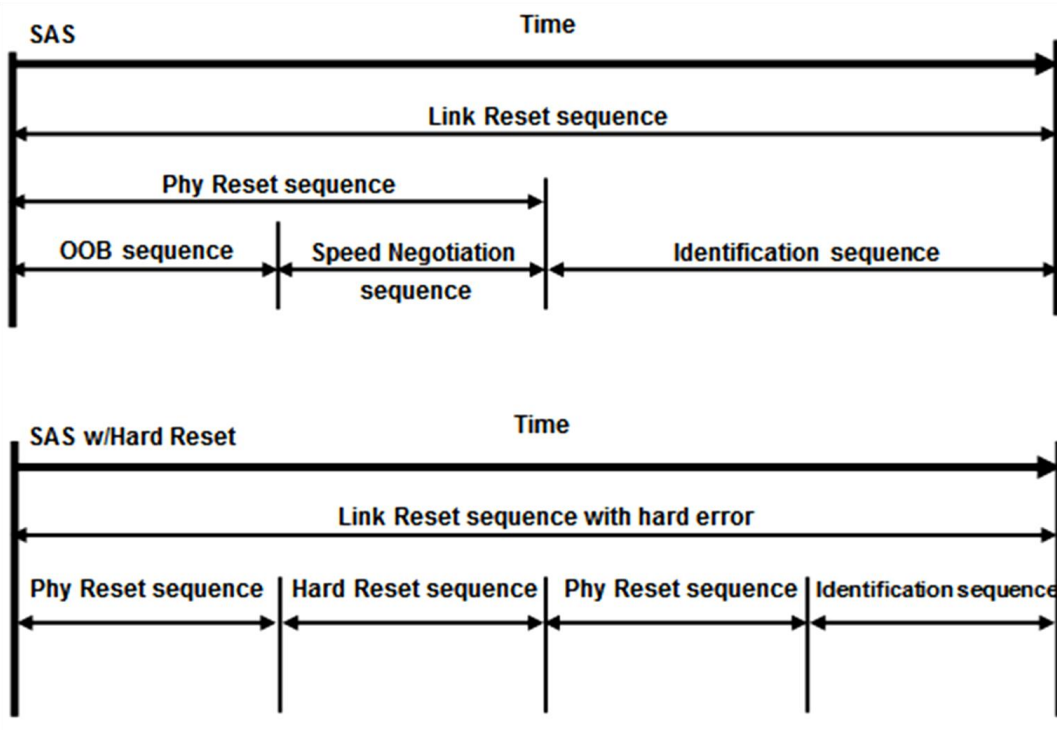 SAS
Time
Link Reset sequence
Phy Reset sequence
OOB sequence
Speed Negotiation
sequence
Identification sequence
SAS w/Hard Reset
Time
Link Reset sequence with hard error
Phy Reset sequence
Hard Reset sequence
Phy Reset sequence
Identification sequence